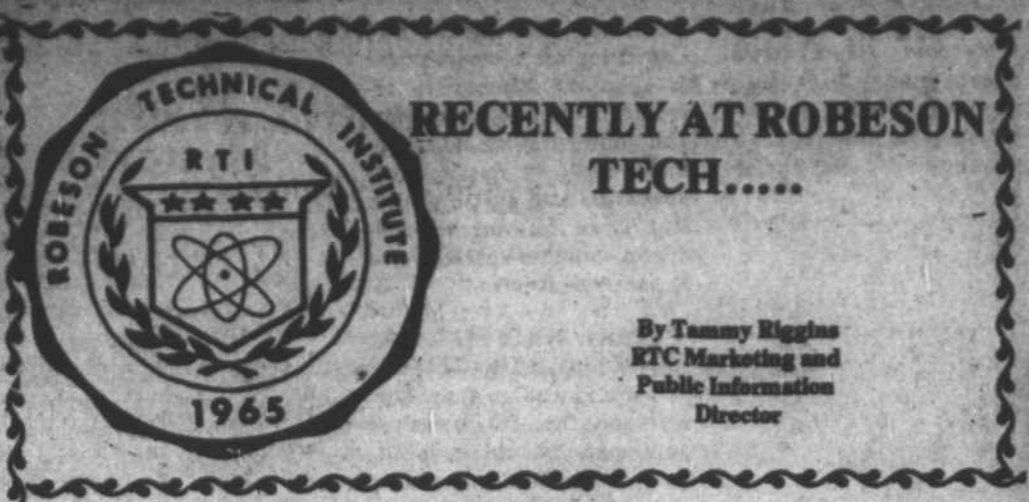 ROBESON TECHNICAL INSTITUTE
RTI
1965
RECENTLY AT ROBESON
TECH.....
By Tammy Riggins
RTC Marketing and
Public Information
Director